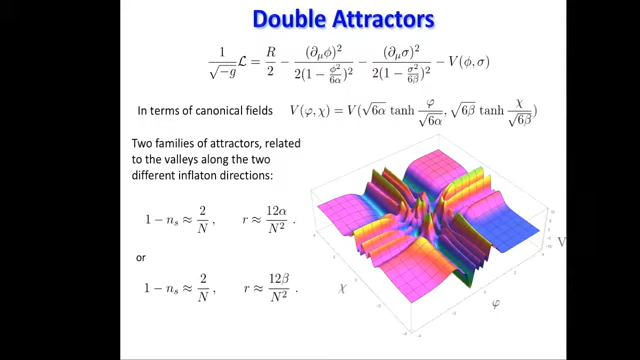 Double Attractors
1/√−g ℒ = R/2 − (∂μϕ)²/2(1 − ϕ²/6α)² − (∂μσ)²/2(1 − σ²/6β)² − V(ϕ, σ)
In terms of canonical fields V(φ, χ) = V(√6α tanh φ/√6α, √6β tanh χ/√6β)
Two families of attractors, related
to the valleys along the two
different inflaton directions:
1 − nₛ ≈ 2/N , r ≈ 12α/N² .
or
1 − nₛ ≈ 2/N , r ≈ 12β/N² .
V
χ
φ